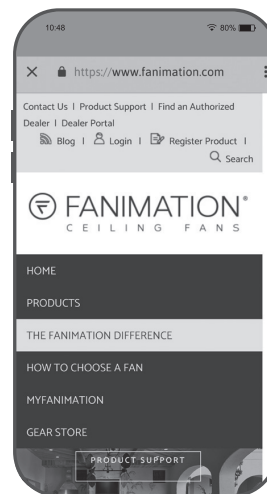 10:48 80%
https://www.fanimation.com
Contact Us | Product Support | Find an Authorized
Dealer | Dealer Portal
Blog | Login | Register Product |
Search
FANIMATION®
CEILING FANS
HOME
PRODUCTS
THE FANIMATION DIFFERENCE
HOW TO CHOOSE A FAN
MYFANIMATION
GEAR STORE
PRODUCT SUPPORT